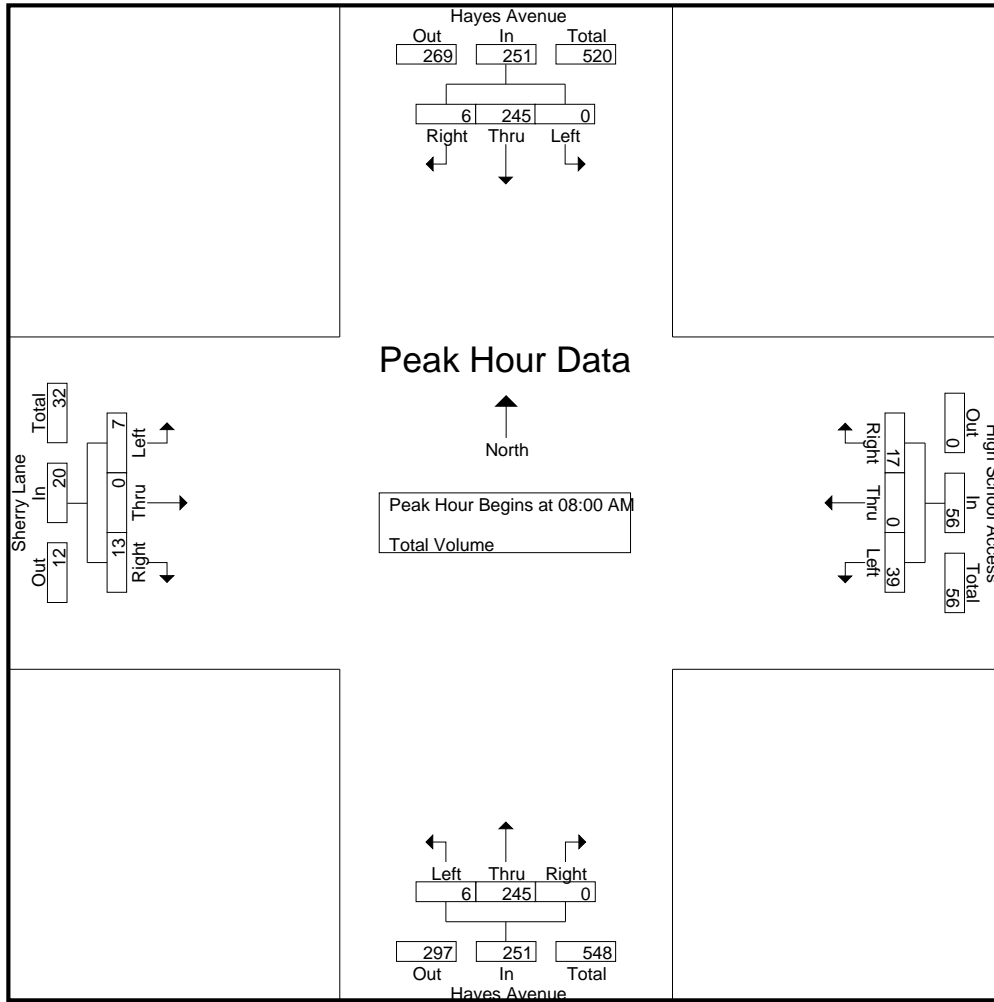 Hayes Avenue
Out In Total
269 251 520
6 245 0
Right Thru Left
Peak Hour Data
North
Peak Hour Begins at 08:00 AM
Total Volume
Sherry Lane
Out In Total
12 20 32
7 0 13
Left Thru Right
High School Access
Out In Total
0 56 56
17 0 39
Right Thru Left
Left Thru Right
6 245 0
297 251 548
Out In Total
Hayes Avenue